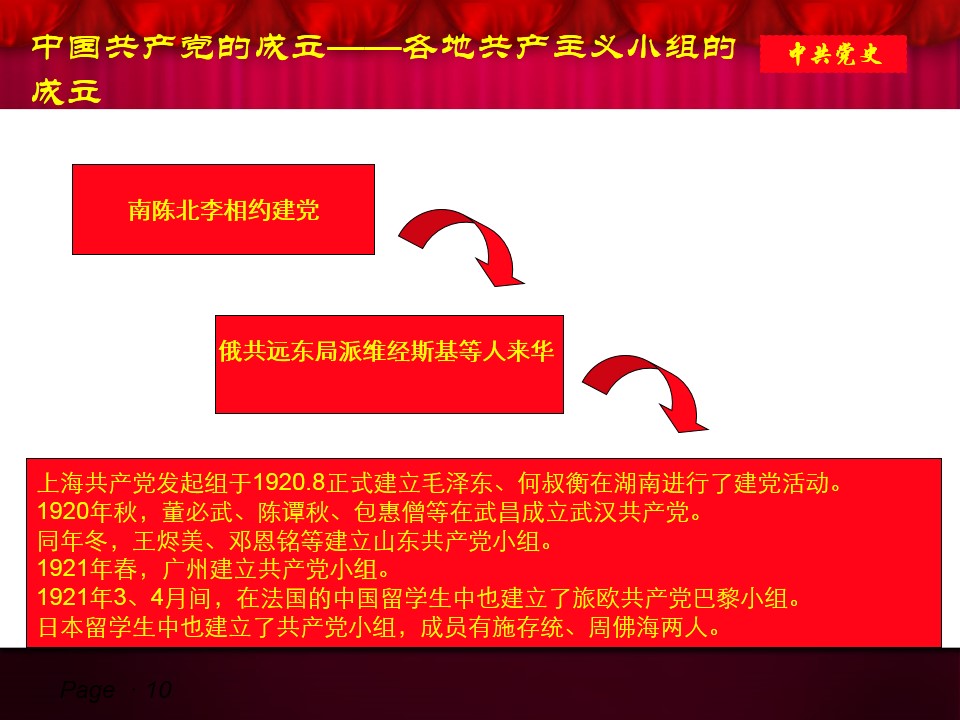 中国共产党的成立——各地共产主义小组的
成立
中共党史
南陈北李相约建党
俄共远东局派维经斯基等人来华
上海共产党发起组于1920.8正式建立毛泽东、何叔衡在湖南进行了建党活动。
1920年秋，董必武、陈谭秋、包惠僧等在武昌成立武汉共产党。
同年冬，王烬美、邓恩铭等建立山东共产党小组。
1921年春，广州建立共产党小组。
1921年3、4月间，在法国的中国留学生中也建立了旅欧共产党巴黎小组。
日本留学生中也建立了共产党小组，成员有施存统、周佛海两人。
Page 10